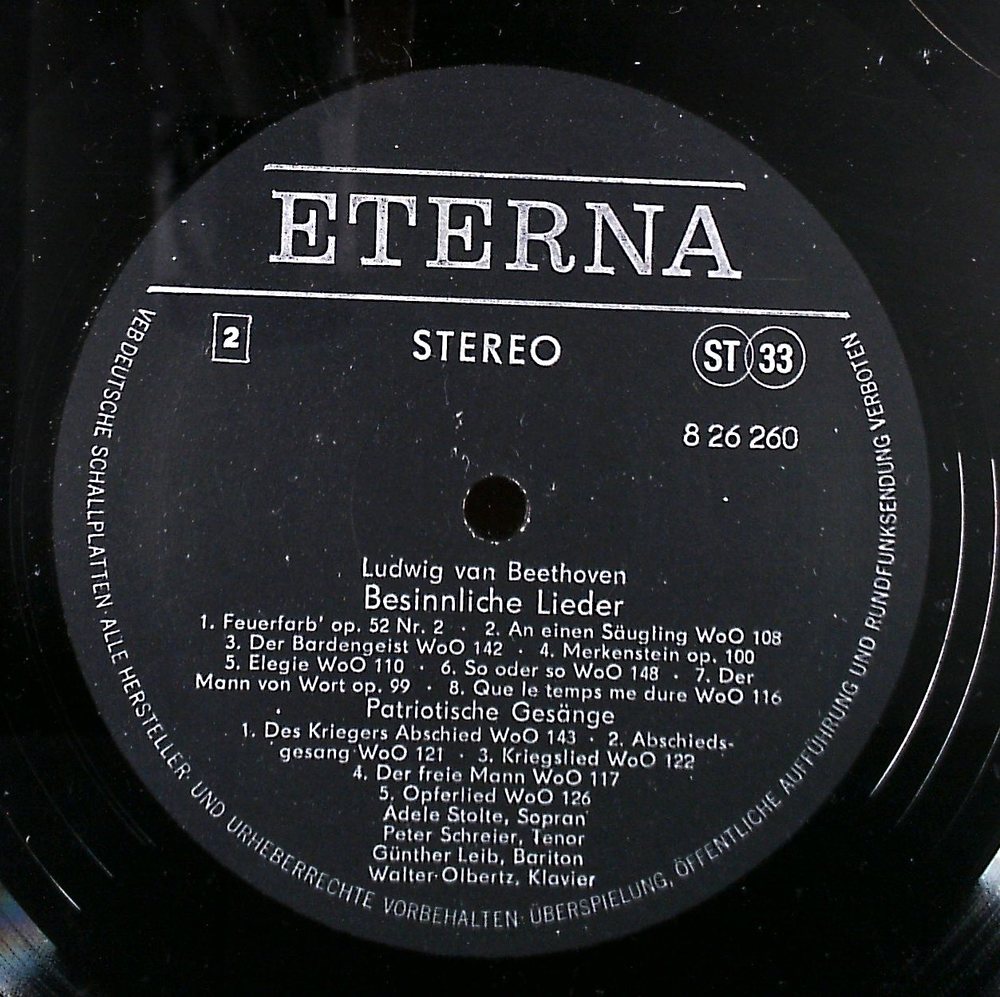 ETERNA
2
STEREO
ST 33
8 26 260
Ludwig van Beethoven
Besinnliche Lieder
1. Feuerfarb' op. 52 Nr. 2 · 2. An einen Säugling WoO 108
3. Der Bardengeist WoO 142 · 4. Merkenstein op. 100
5. Elegie WoO 110 · 6. So oder so WoO 148 · 7. Der
Mann von Wort op. 99 · 8. Que le temps me dure WoO 116
Patriotische Gesänge
1. Des Kriegers Abschied WoO 143 · 2. Abschieds-
gesang WoO 121 · 3. Kriegslied WoO 122
4. Der freie Mann WoO 117
5. Opferlied WoO 126
Adele Stolte, Sopran
Peter Schreier, Tenor
Günther Leib, Bariton
Walter Olbertz, Klavier
VEB DEUTSCHE SCHALLPLATTEN · ALLE HERSTELLER- UND URHEBERRECHTE VORBEHALTEN · ÜBERSPIELUNG, ÖFFENTLICHE AUFFÜHRUNG UND RUNDFUNKSENDUNG VERBOTEN